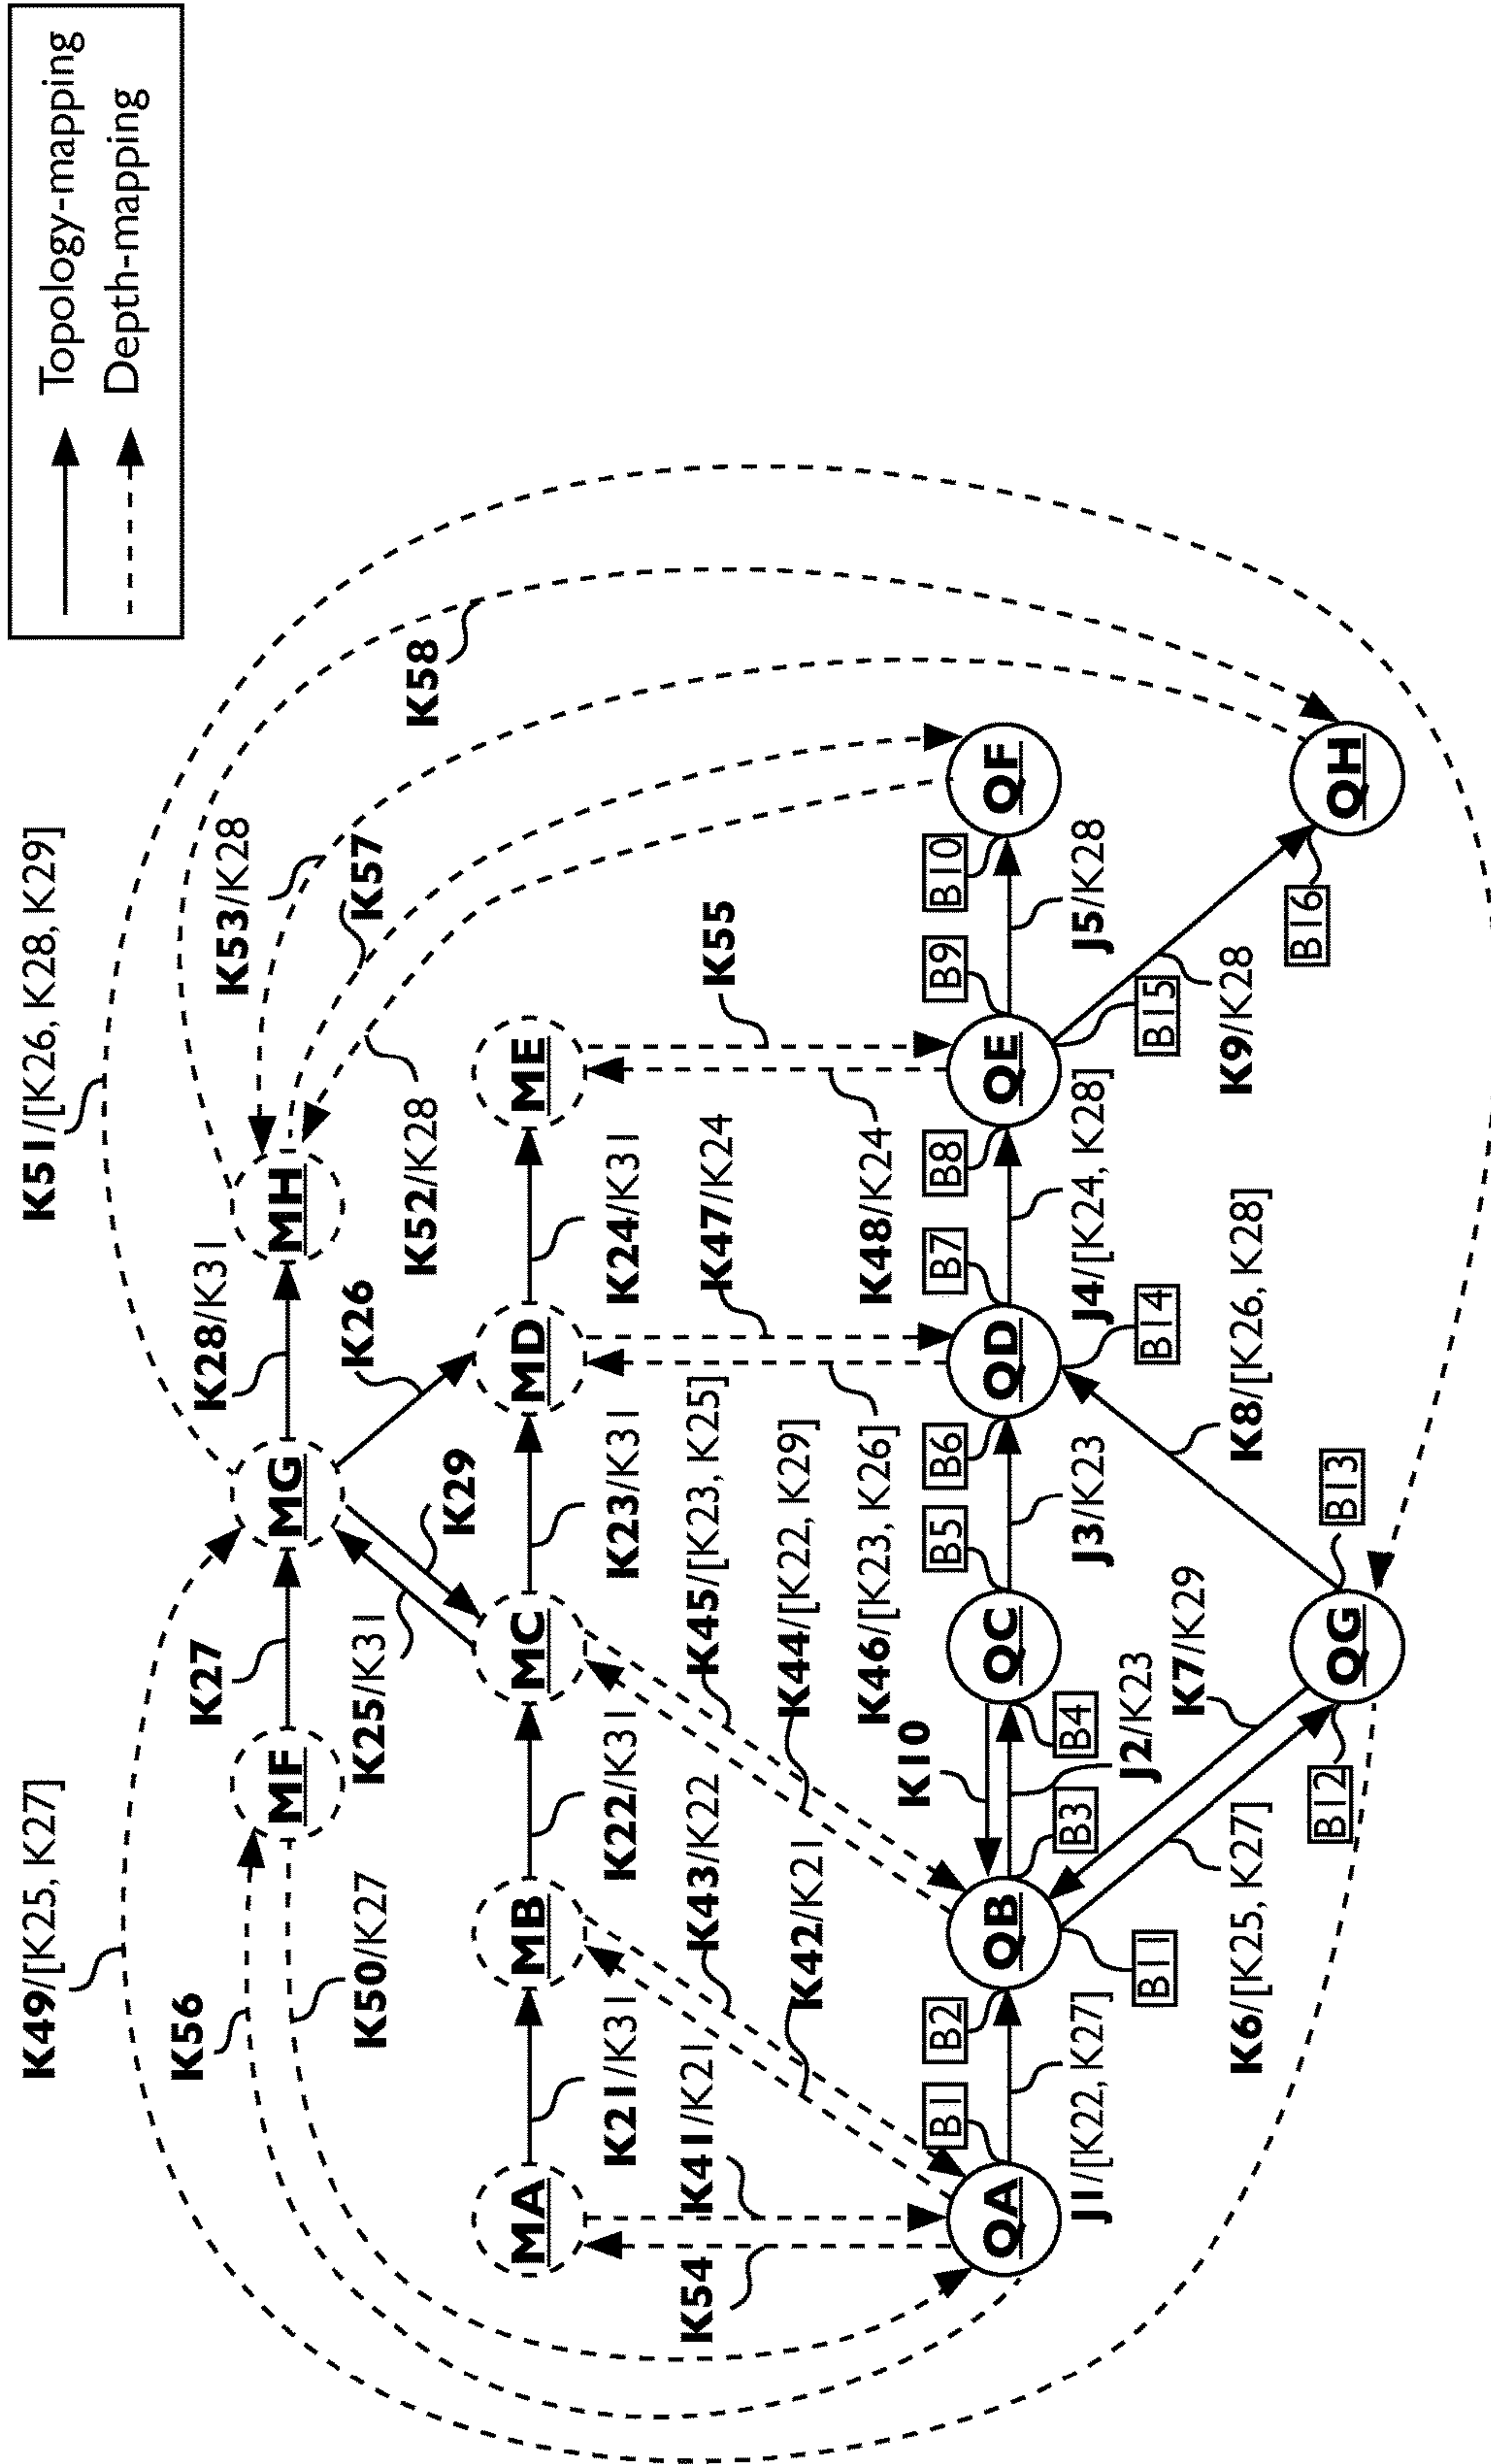 Topology-mapping
Depth-mapping
K49/[K25, K27]
K51/[K26, K28, K29]
K56
K27
K28/K31
K53/K28
MF
MG
MH
K50/K27
K25/K31
K29
K26
K52/K28
K57
K58
MA
MB
MC
MD
ME
K21/K31
K22/K31
K23/K31
K24/K31
K54
K41/K21
K43/K22
K45/[K23, K25]
K47/K24
K55
K42/K21
K44/[K22, K29]
K46/[K23, K26]
K48/K24
K10
B1
B2
B5
B6
B7
B8
B9
B10
QA
QB
QC
QD
QE
QF
B3
B4
J1/[K22, K27]
J2/K23
J3/K23
J4/[K24, K28]
J5/K28
B11
B14
B15
K7/K29
K6/[K25, K27]
K8/[K26, K28]
K9/K28
B12
B13
B16
QG
QH